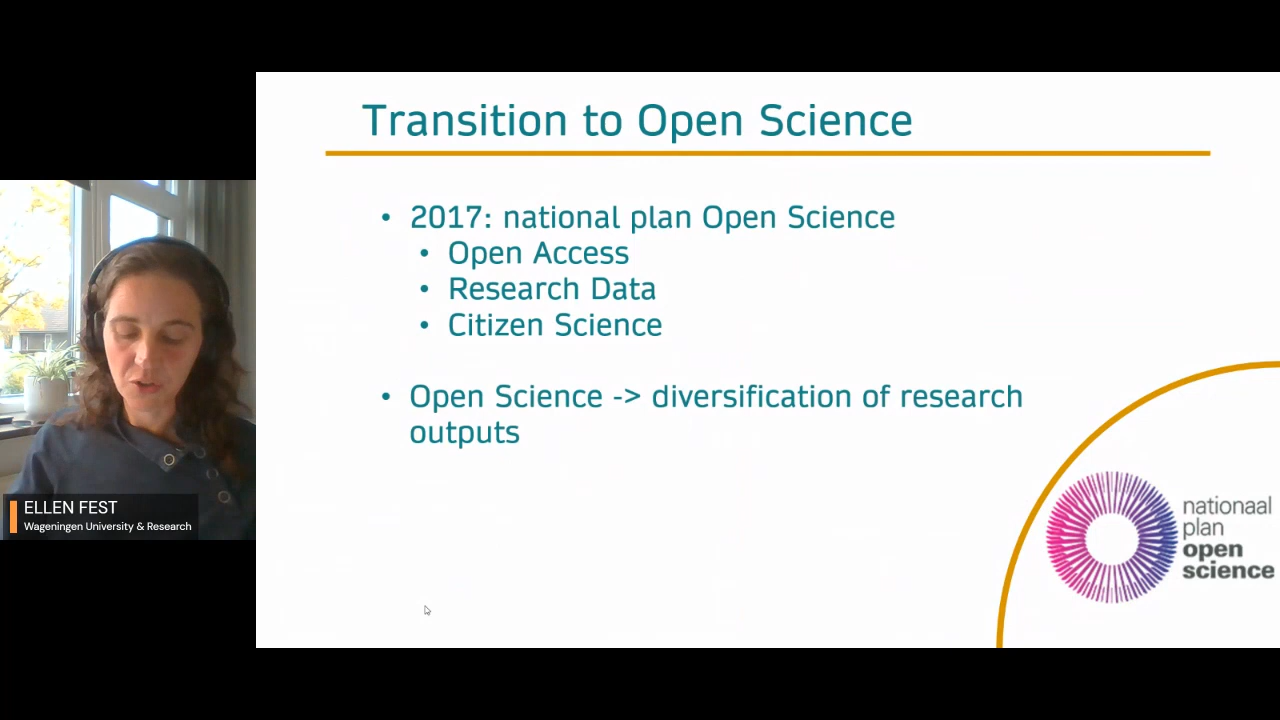 Transition to Open Science
• 2017: national plan Open Science
• Open Access
• Research Data
• Citizen Science
• Open Science -> diversification of research
outputs
ELLEN FEST
Wageningen University & Research
nationaal
plan
open
science